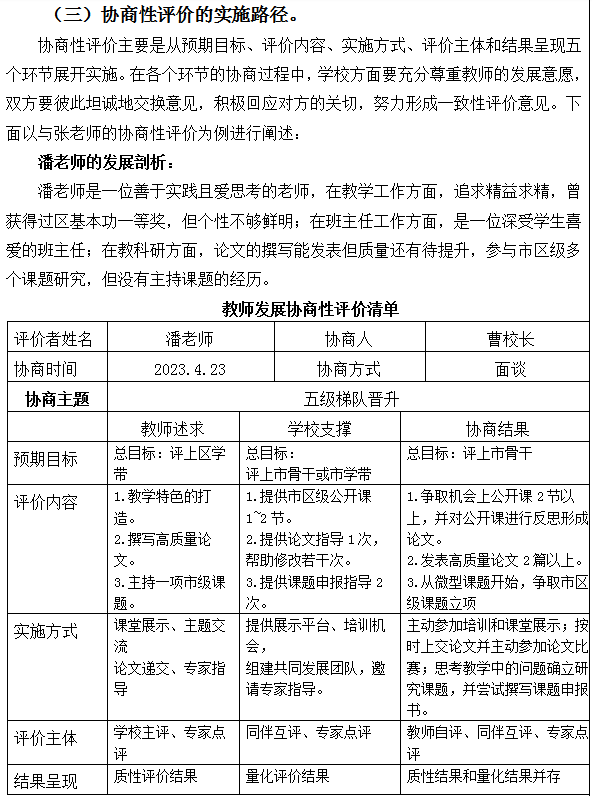 （三）协商性评价的实施路径。
协商性评价主要是从预期目标、评价内容、实施方式、评价主体和结果呈现五
个环节展开实施。在各个环节的协商过程中，学校方面要充分尊重教师的发展意愿，
双方要彼此坦诚地交换意见，积极回应对方的关切，努力形成一致性评价意见。下
面以与张老师的协商性评价为例进行阐述：
潘老师的发展剖析：
潘老师是一位善于实践且爱思考的老师，在教学工作方面，追求精益求精，曾
获得过区基本功一等奖，但个性不够鲜明；在班主任工作方面，是一位深受学生喜
爱的班主任；在教科研方面，论文的撰写能发表但质量还有待提升，参与市区级多
个课题研究，但没有主持课题的经历。
教师发展协商性评价清单
评价者姓名 潘老师 协商人 曹校长
协商时间 2023.4.23 协商方式 面谈
协商主题 五级梯队晋升
教师述求 学校支撑 协商结果
预期目标
总目标：评上区学
带
总目标：
评上市骨干或市学带
总目标：评上市骨干
评价内容
1.教学特色的打
造。
2.撰写高质量论
文。
3.主持一项市级课
题。
1.提供市区级公开课
1~2节。
2.提供论文指导1次，
帮助修改若干次。
3.提供课题申报指导2
次。
1.争取机会上公开课2节以
上，并对公开课进行反思形成
论文。
2.发表高质量论文2篇以上。
3.从微型课题开始，争取市区
级课题立项
实施方式
课堂展示、主题交
流
论文递交、专家指
导
提供展示平台、培训机
会，
组建共同发展团队，邀
请专家指导。
主动参加培训和课堂展示；按
时上交论文并主动参加论文比
赛；思考教学中的问题确立研
究课题，并尝试撰写课题申报
书。
评价主体
学校主评、专家点
评
同伴互评、专家点评
教师自评、同伴互评、专家点
评
结果呈现 质性评价结果 量化评价结果 质性结果和量化结果并存